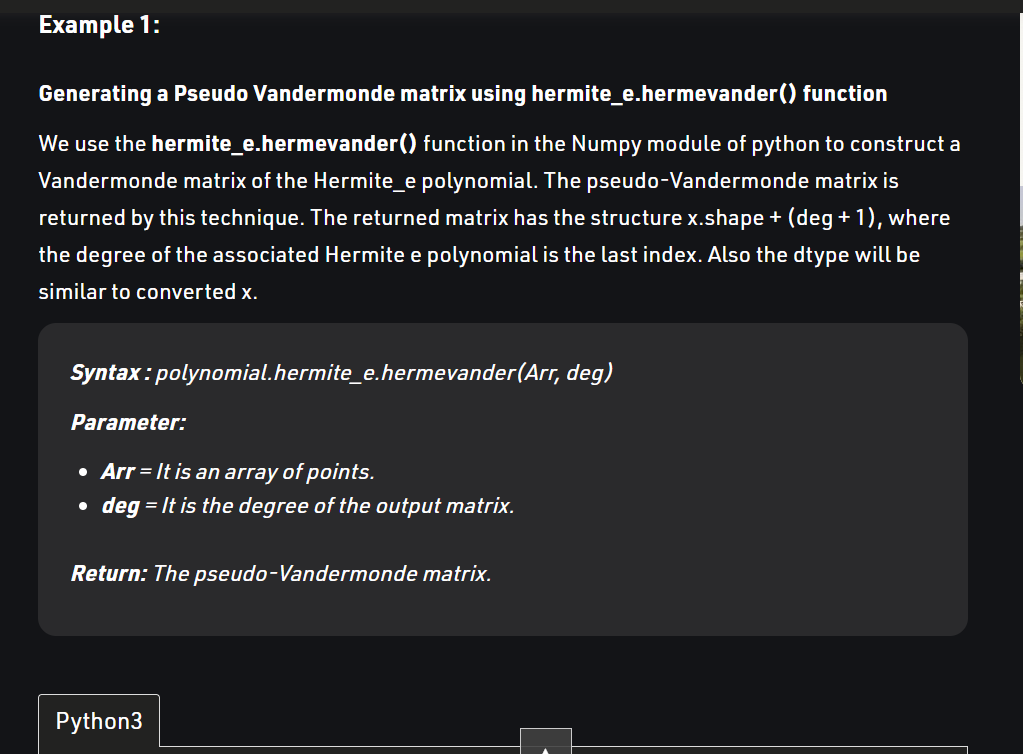 Example 1:
Generating a Pseudo Vandermonde matrix using hermite_e.hermevander() function
We use the hermite_e.hermevander() function in the Numpy module of python to construct a
Vandermonde matrix of the Hermite_e polynomial. The pseudo-Vandermonde matrix is
returned by this technique. The returned matrix has the structure x.shape + (deg + 1), where
the degree of the associated Hermite e polynomial is the last index. Also the dtype will be
similar to converted x.
Syntax : polynomial.hermite_e.hermevander(Arr, deg)
Parameter:
• Arr = It is an array of points.
• deg = It is the degree of the output matrix.
Return: The pseudo-Vandermonde matrix.
Python3